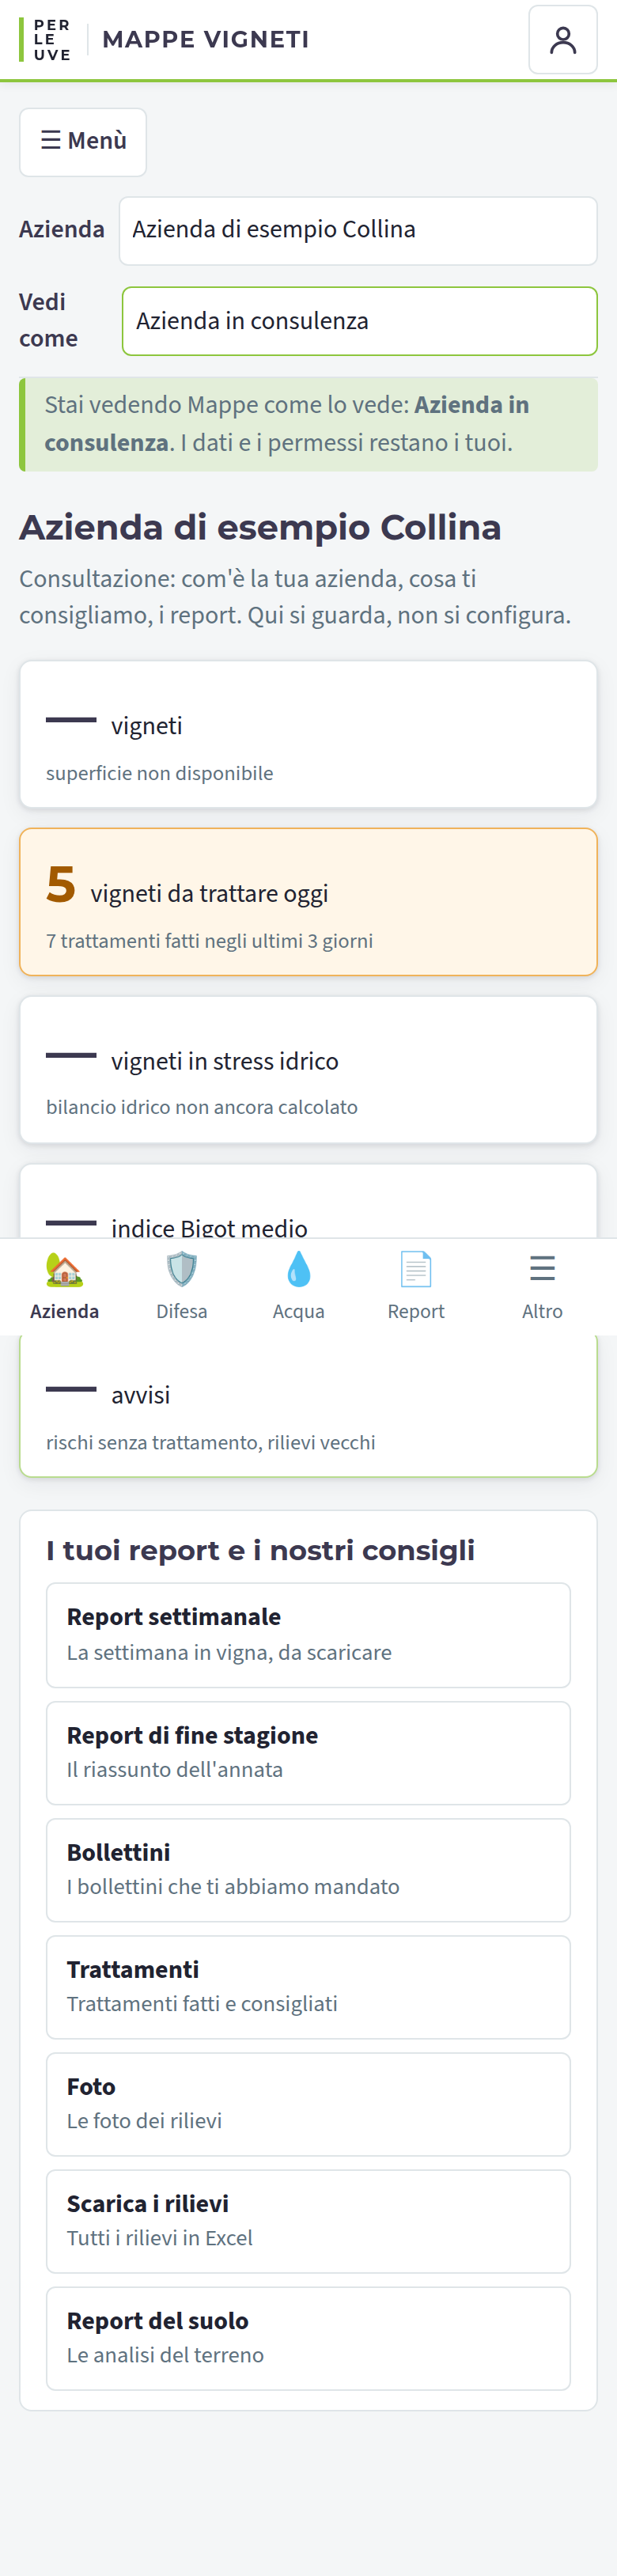 PER
LE
UVE
MAPPE VIGNETI
☰ Menù
Azienda
Azienda di esempio Collina
Vedi
come
Azienda in consulenza
Stai vedendo Mappe come lo vede: Azienda in
consulenza. I dati e i permessi restano i tuoi.
Azienda di esempio Collina
Consultazione: com'è la tua azienda, cosa ti
consigliamo, i report. Qui si guarda, non si configura.
— vigneti
superficie non disponibile
5 vigneti da trattare oggi
7 trattamenti fatti negli ultimi 3 giorni
— vigneti in stress idrico
bilancio idrico non ancora calcolato
— indice Bigot medio
Azienda
Difesa
Acqua
Report
Altro
— avvisi
rischi senza trattamento, rilievi vecchi
I tuoi report e i nostri consigli
Report settimanale
La settimana in vigna, da scaricare
Report di fine stagione
Il riassunto dell'annata
Bollettini
I bollettini che ti abbiamo mandato
Trattamenti
Trattamenti fatti e consigliati
Foto
Le foto dei rilievi
Scarica i rilievi
Tutti i rilievi in Excel
Report del suolo
Le analisi del terreno